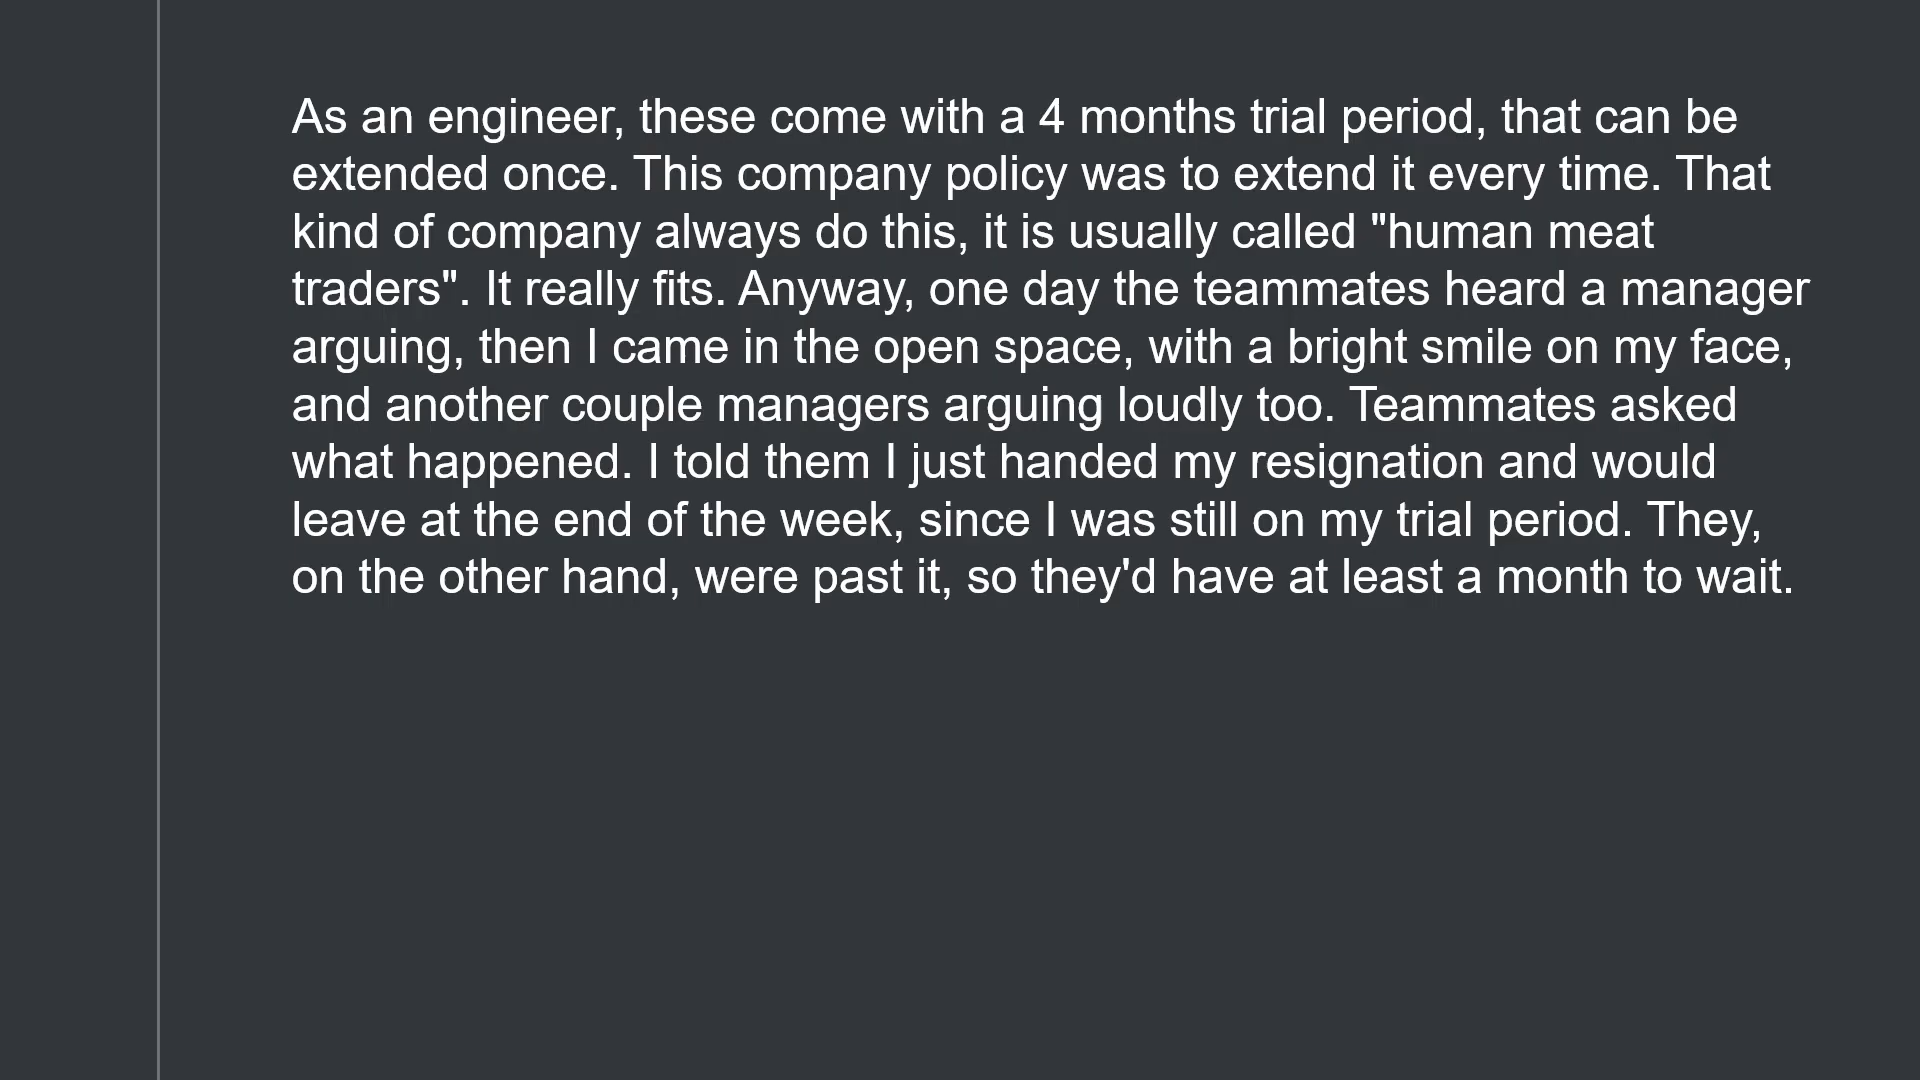 As an engineer, these come with a 4 months trial period, that can be
extended once. This company policy was to extend it every time. That
kind of company always do this, it is usually called "human meat
traders". It really fits. Anyway, one day the teammates heard a manager
arguing, then I came in the open space, with a bright smile on my face,
and another couple managers arguing loudly too. Teammates asked
what happened. I told them I just handed my resignation and would
leave at the end of the week, since I was still on my trial period. They,
on the other hand, were past it, so they'd have at least a month to wait.